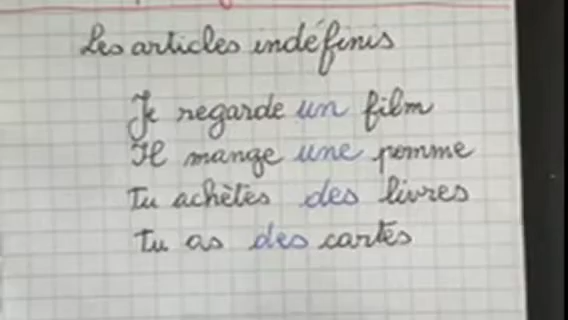 Les articles indéfinis
Je regarde un film
Il mange une pomme
Tu achètes des livres
Tu as des cartes